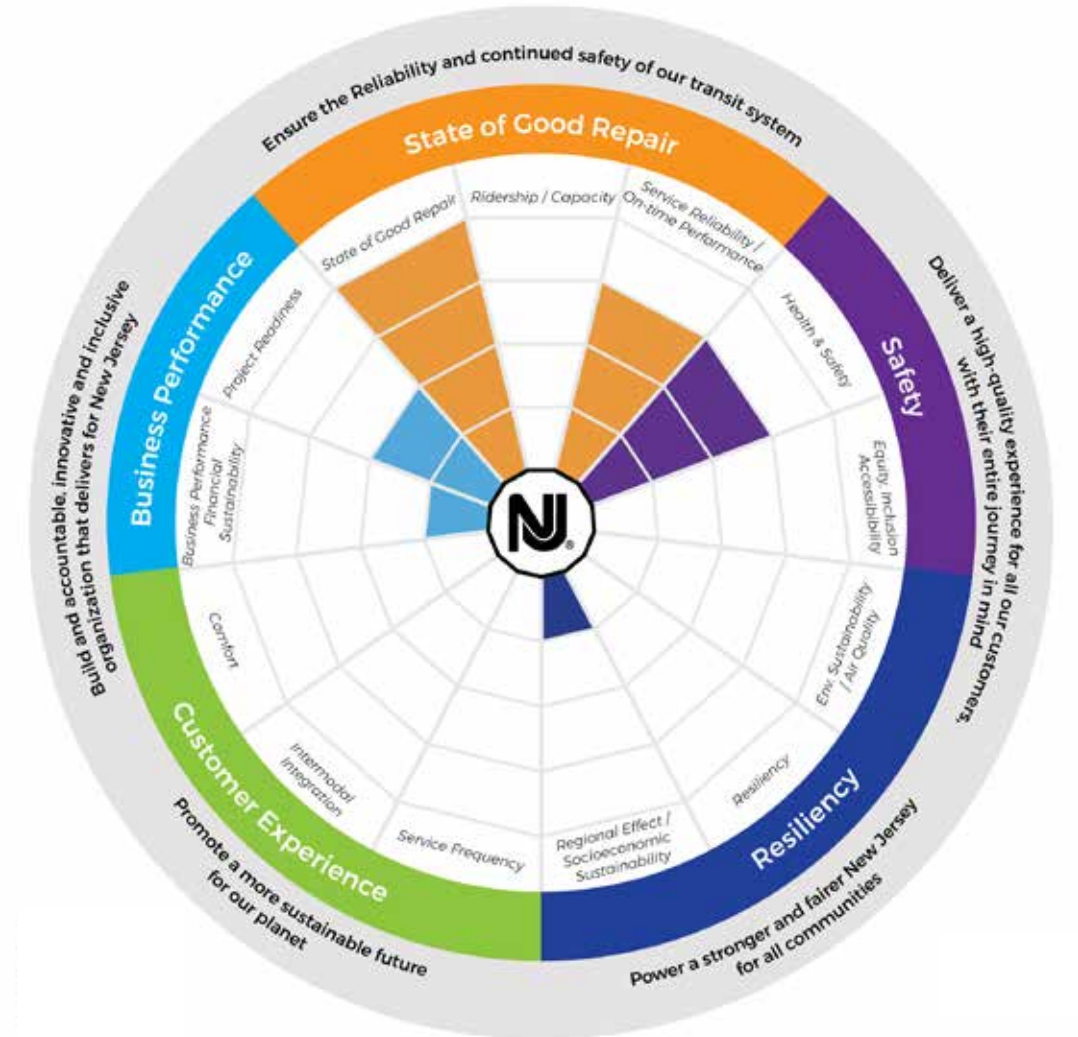 Ensure the Reliability and continued safety of our transit system
State of Good Repair
State of Good Repair
Ridership / Capacity
Service Reliability /
On-time Performance
Safety
Health & Safety
Equity, Inclusion
Accessibibility
Deliver a high-quality experience for all our customers,
with their entire journey in mind
Resiliency
Env. Sustainability
/ Air Quality
Resiliency
Regional Effect /
Socioeconomic
Sustainability
Power a stronger and fairer New Jersey
for all communities
Customer Experience
Service Frequency
Intermodal
Integration
Comfort
Promote a more sustainable future
for our planet
Business Performance
Business Performance
Financial
Sustainability
Project Readiness
Build and accountable, innovative and inclusive
organization that delivers for New Jersey
NJ®